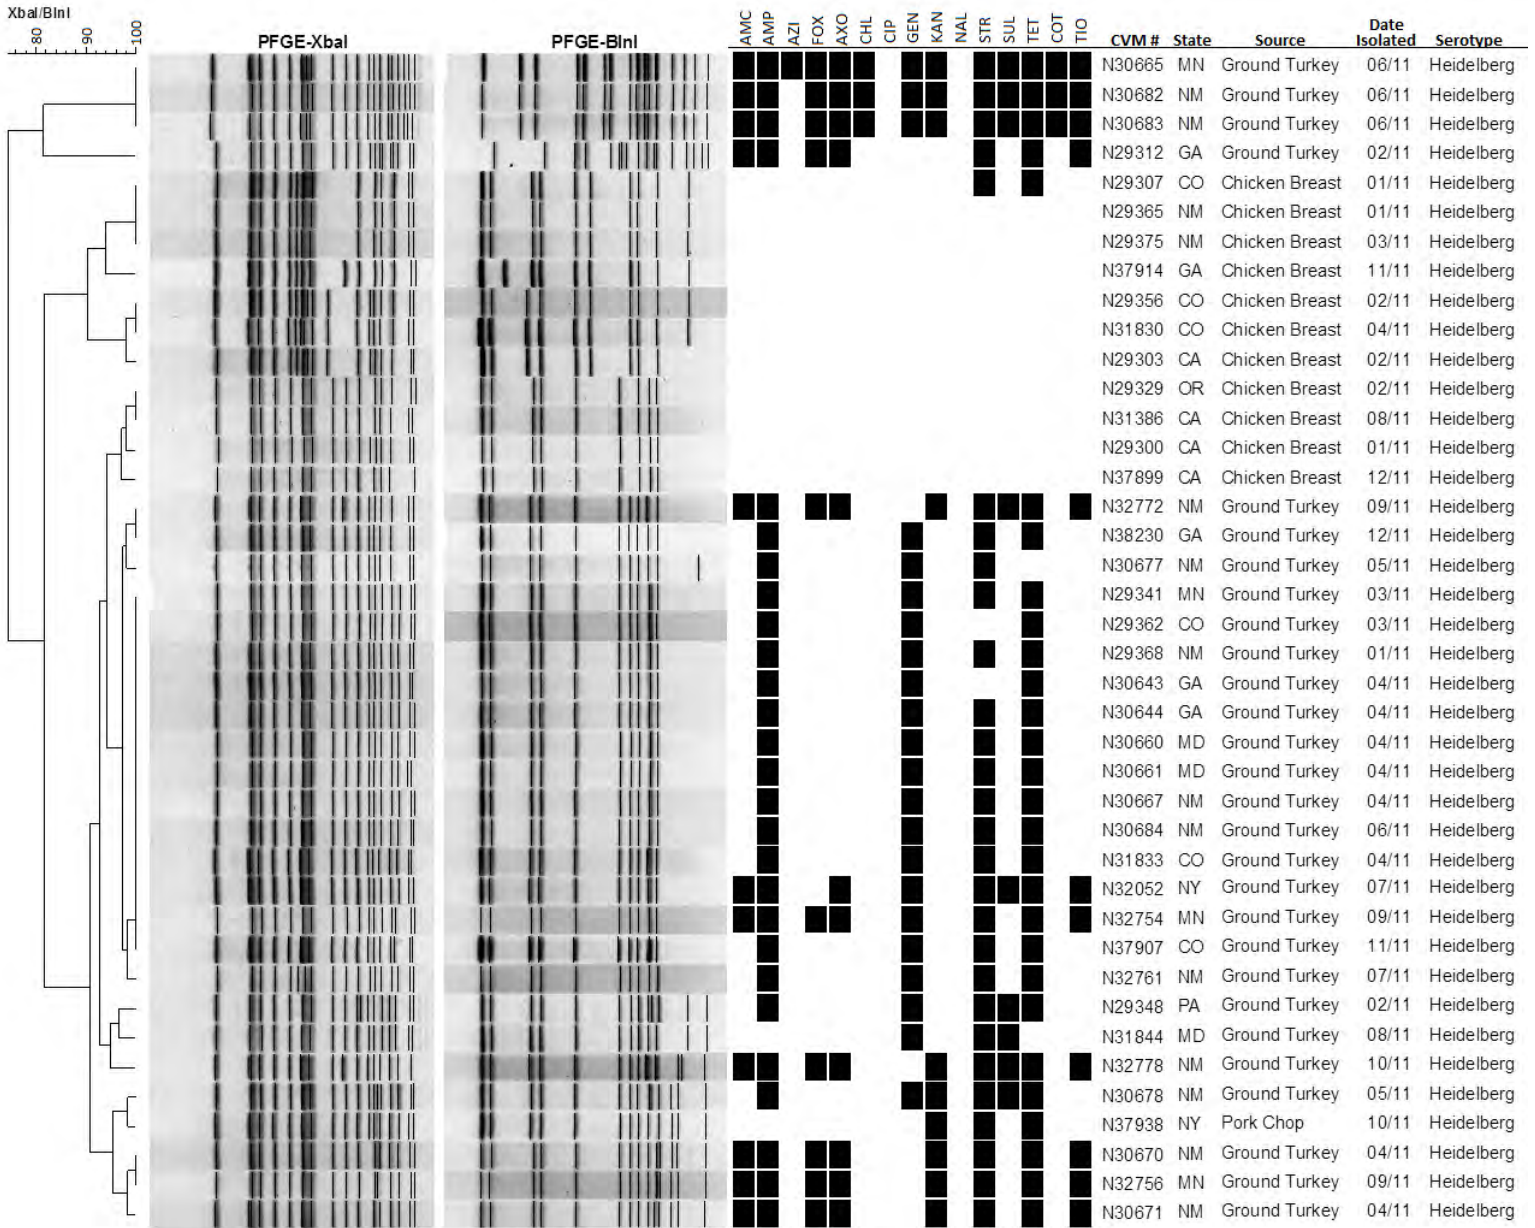 XbaI/BlnI
80 90 100
PFGE-XbaI PFGE-BlnI AMC AMP AZI FOX AXO CHL CIP GEN KAN NAL STR SUL TET COT TIO CVM # State Source Date Isolated Serotype
N30665 MN Ground Turkey 06/11 Heidelberg
N30682 NM Ground Turkey 06/11 Heidelberg
N30683 NM Ground Turkey 06/11 Heidelberg
N29312 GA Ground Turkey 02/11 Heidelberg
N29307 CO Chicken Breast 01/11 Heidelberg
N29365 NM Chicken Breast 01/11 Heidelberg
N29375 NM Chicken Breast 03/11 Heidelberg
N37914 GA Chicken Breast 11/11 Heidelberg
N29356 CO Chicken Breast 02/11 Heidelberg
N31830 CO Chicken Breast 04/11 Heidelberg
N29303 CA Chicken Breast 02/11 Heidelberg
N29329 OR Chicken Breast 02/11 Heidelberg
N31386 CA Chicken Breast 08/11 Heidelberg
N29300 CA Chicken Breast 01/11 Heidelberg
N37899 CA Chicken Breast 12/11 Heidelberg
N32772 NM Ground Turkey 09/11 Heidelberg
N38230 GA Ground Turkey 12/11 Heidelberg
N30677 NM Ground Turkey 05/11 Heidelberg
N29341 MN Ground Turkey 03/11 Heidelberg
N29362 CO Ground Turkey 03/11 Heidelberg
N29368 NM Ground Turkey 01/11 Heidelberg
N30643 GA Ground Turkey 04/11 Heidelberg
N30644 GA Ground Turkey 04/11 Heidelberg
N30660 MD Ground Turkey 04/11 Heidelberg
N30661 MD Ground Turkey 04/11 Heidelberg
N30667 NM Ground Turkey 04/11 Heidelberg
N30684 NM Ground Turkey 06/11 Heidelberg
N31833 CO Ground Turkey 04/11 Heidelberg
N32052 NY Ground Turkey 07/11 Heidelberg
N32754 MN Ground Turkey 09/11 Heidelberg
N37907 CO Ground Turkey 11/11 Heidelberg
N32761 NM Ground Turkey 07/11 Heidelberg
N29348 PA Ground Turkey 02/11 Heidelberg
N31844 MD Ground Turkey 08/11 Heidelberg
N32778 NM Ground Turkey 10/11 Heidelberg
N30678 NM Ground Turkey 05/11 Heidelberg
N37938 NY Pork Chop 10/11 Heidelberg
N30670 NM Ground Turkey 04/11 Heidelberg
N32756 MN Ground Turkey 09/11 Heidelberg
N30671 NM Ground Turkey 04/11 Heidelberg